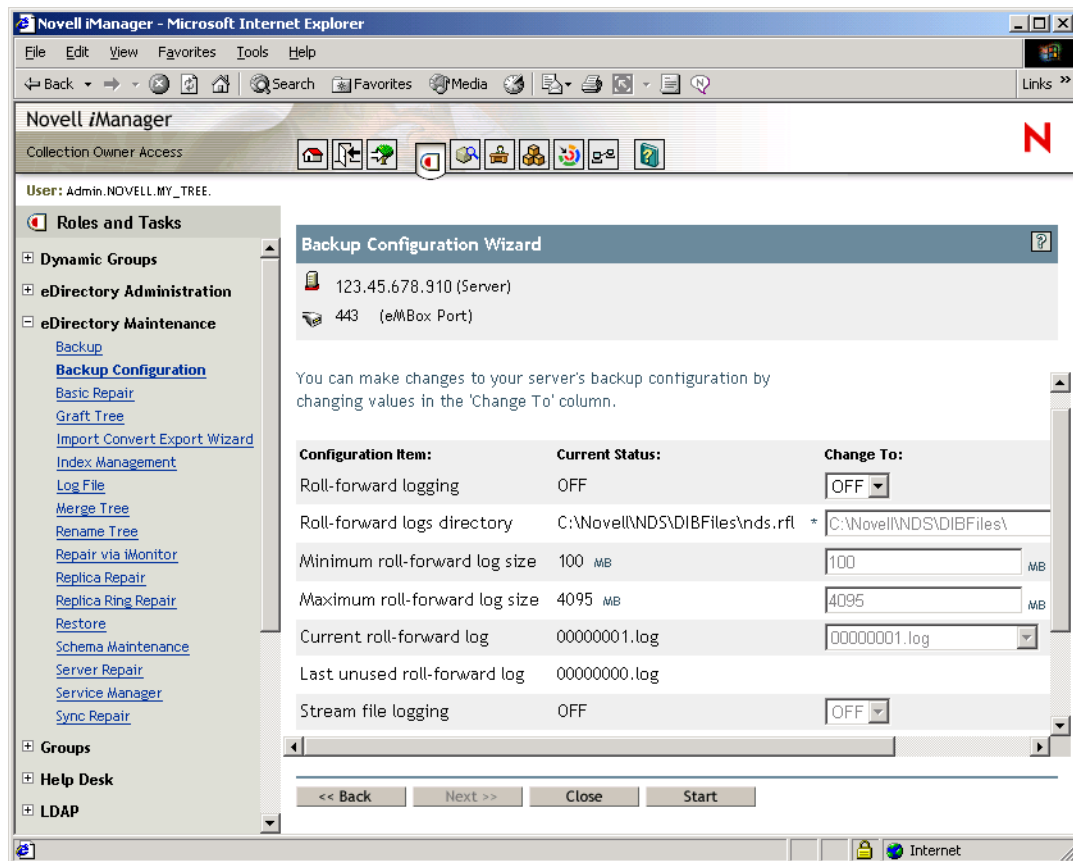 Novell iManager - Microsoft Internet Explorer
File Edit View Favorites Tools Help
Back Search Favorites Media Links »
Novell iManager
Collection Owner Access
N
User: Admin.NOVELL.MY_TREE.
Roles and Tasks
Dynamic Groups
eDirectory Administration
eDirectory Maintenance
Backup
Backup Configuration
Basic Repair
Graft Tree
Import Convert Export Wizard
Index Management
Log File
Merge Tree
Rename Tree
Repair via iMonitor
Replica Repair
Replica Ring Repair
Restore
Schema Maintenance
Server Repair
Service Manager
Sync Repair
Groups
Help Desk
LDAP
Backup Configuration Wizard ?
123.45.678.910 (Server)
443 (eMBox Port)
You can make changes to your server's backup configuration by
changing values in the 'Change To' column.
Configuration Item: Current Status: Change To:
Roll-forward logging OFF OFF
Roll-forward logs directory C:\Novell\NDS\DIBFiles\nds.rfl * C:\Novell\NDS\DIBFiles\
Minimum roll-forward log size 100 MB 100 MB
Maximum roll-forward log size 4095 MB 4095 MB
Current roll-forward log 00000001.log 00000001.log
Last unused roll-forward log 00000000.log
Stream file logging OFF OFF
<< Back Next >> Close Start
Internet